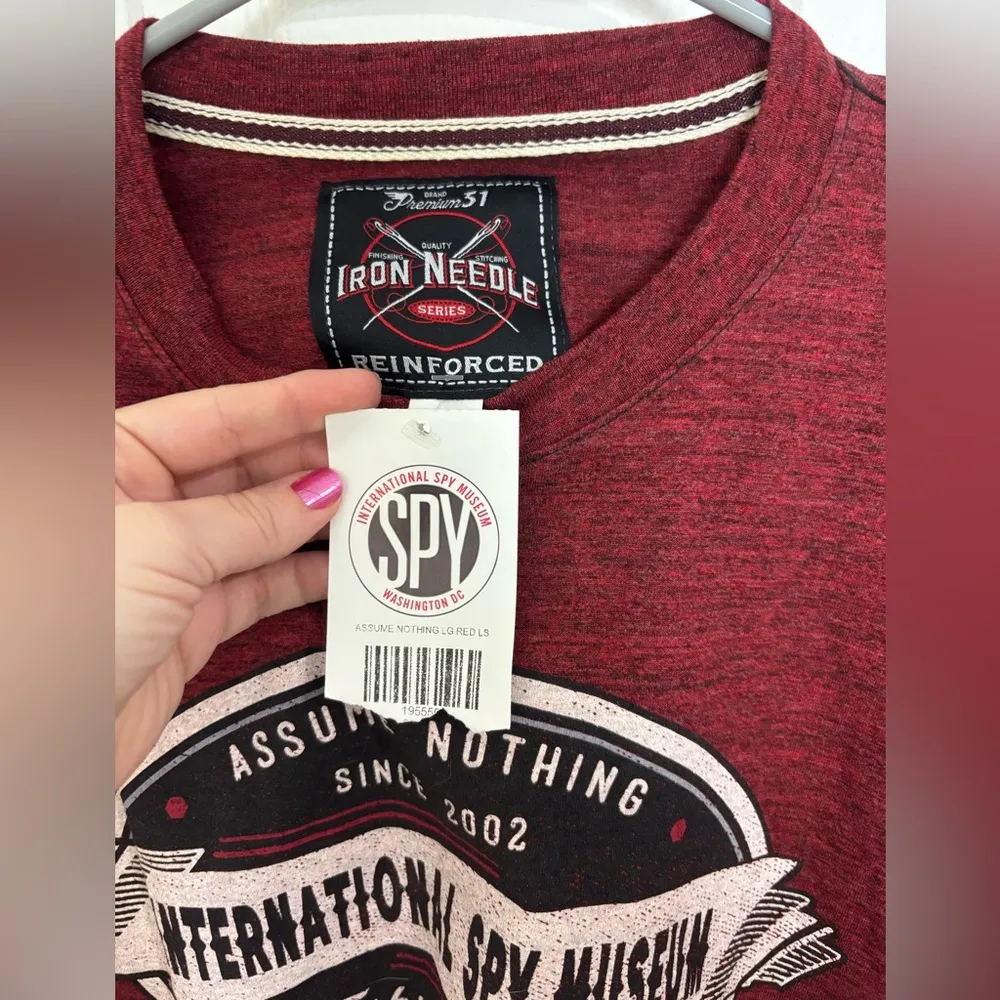 BRAND
Premium 31
QUALITY
FINISHING STITCHING
IRON NEEDLE
SERIES
REINFORCED
INTERNATIONAL SPY MUSEUM
SPY
WASHINGTON DC
ASSUME NOTHING LG RED LS
ASSUME NOTHING
SINCE 2002
INTERNATIONAL SPY MUSEUM